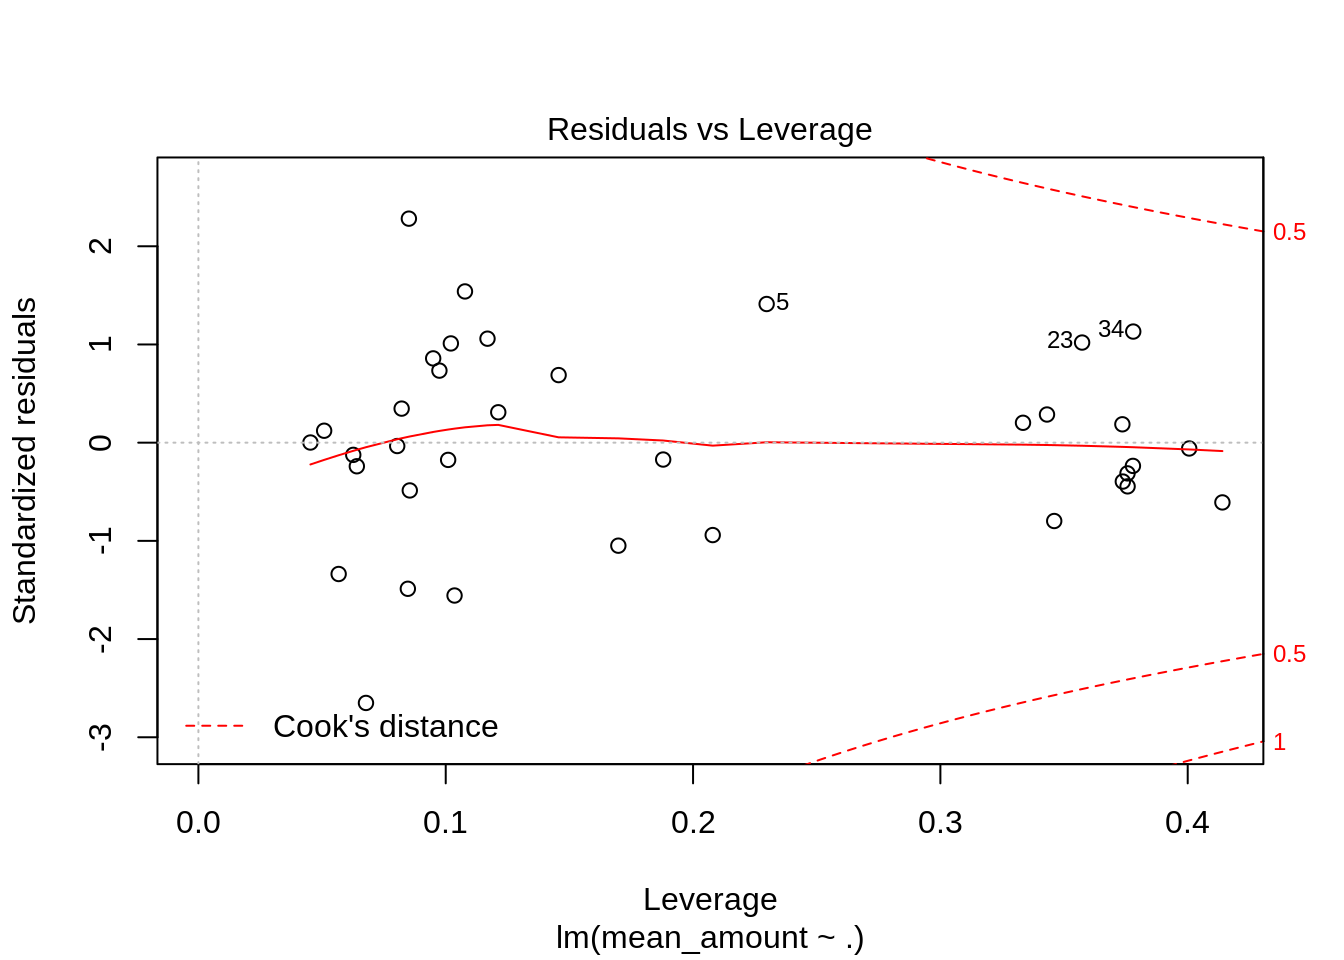 Residuals vs Leverage
Standardized residuals
2
1
0
-1
-2
-3
5
23
34
0.5
0.5
1
Cook's distance
0.0 0.1 0.2 0.3 0.4
Leverage
lm(mean_amount ~ .)